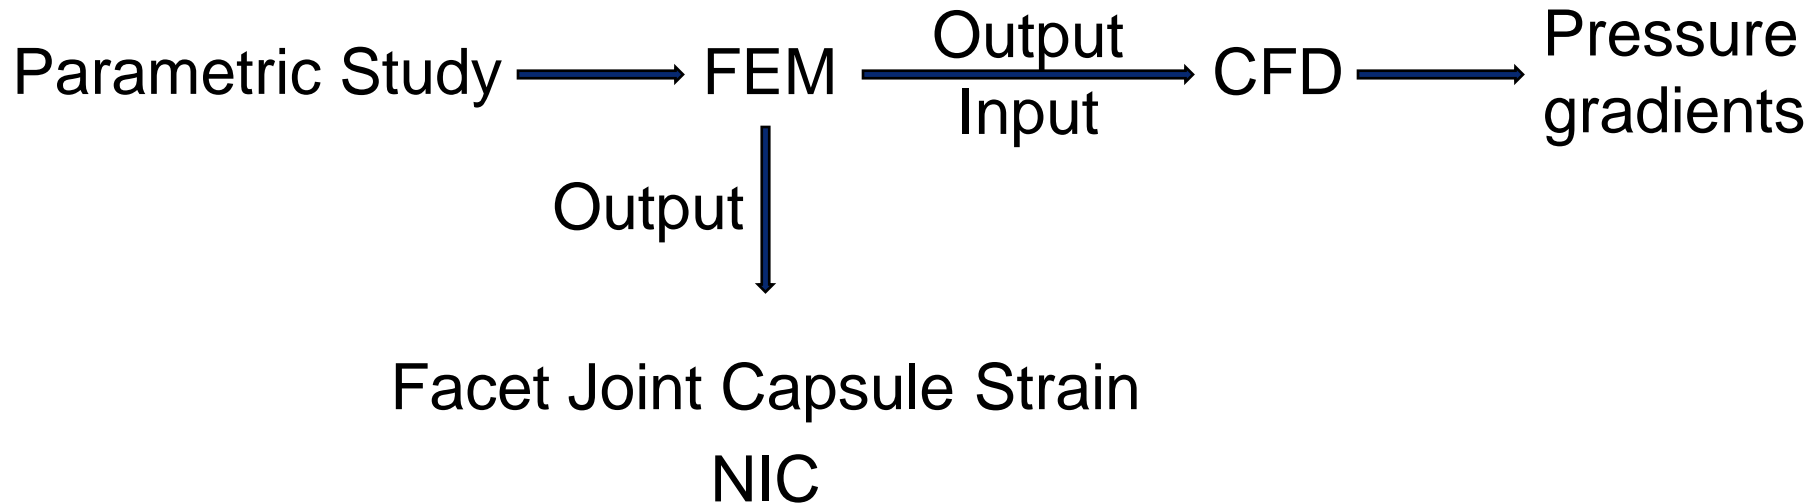 Parametric Study
FEM
Output
Input
CFD
Pressure
gradients
Output
Facet Joint Capsule Strain
NIC